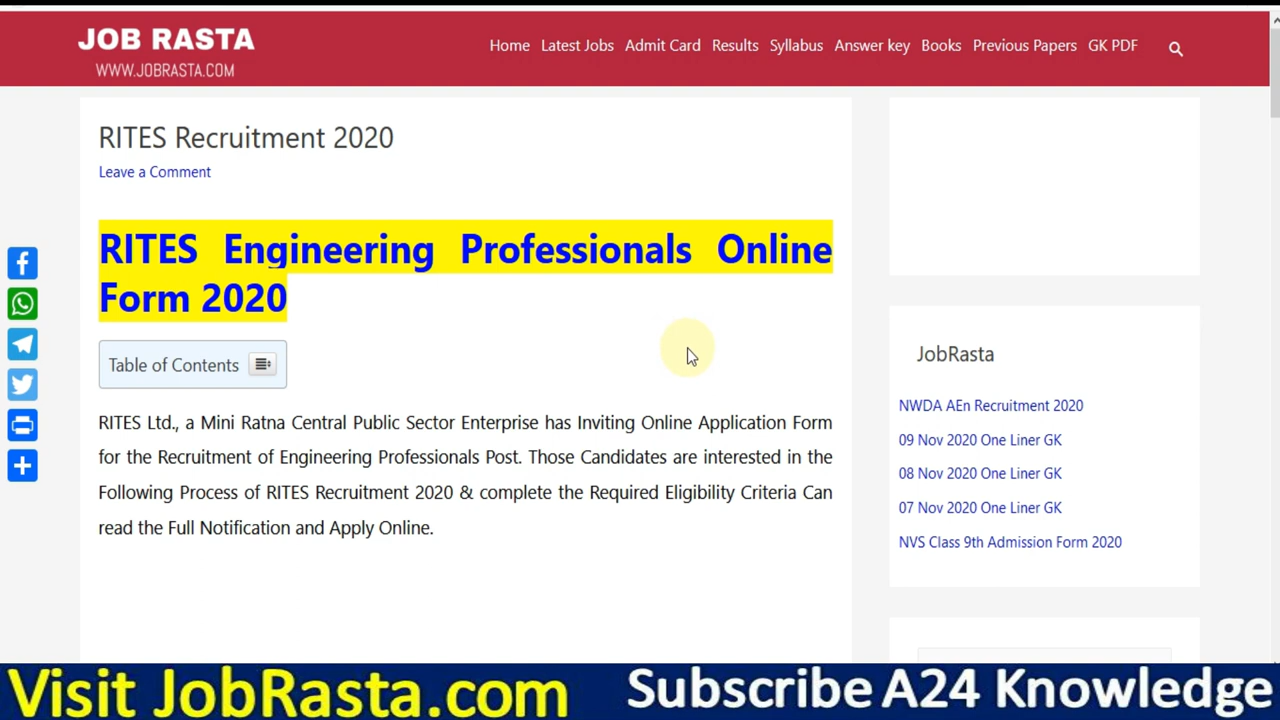 JOB RASTA
WWW.JOBRASTA.COM
Home Latest Jobs Admit Card Results Syllabus Answer key Books Previous Papers GK PDF
RITES Recruitment 2020
Leave a Comment
RITES Engineering Professionals Online
Form 2020
Table of Contents
RITES Ltd., a Mini Ratna Central Public Sector Enterprise has Inviting Online Application Form
for the Recruitment of Engineering Professionals Post. Those Candidates are interested in the
Following Process of RITES Recruitment 2020 & complete the Required Eligibility Criteria Can
read the Full Notification and Apply Online.
JobRasta
NWDA AEn Recruitment 2020
09 Nov 2020 One Liner GK
08 Nov 2020 One Liner GK
07 Nov 2020 One Liner GK
NVS Class 9th Admission Form 2020
Visit JobRasta.com
Subscribe A24 Knowledge